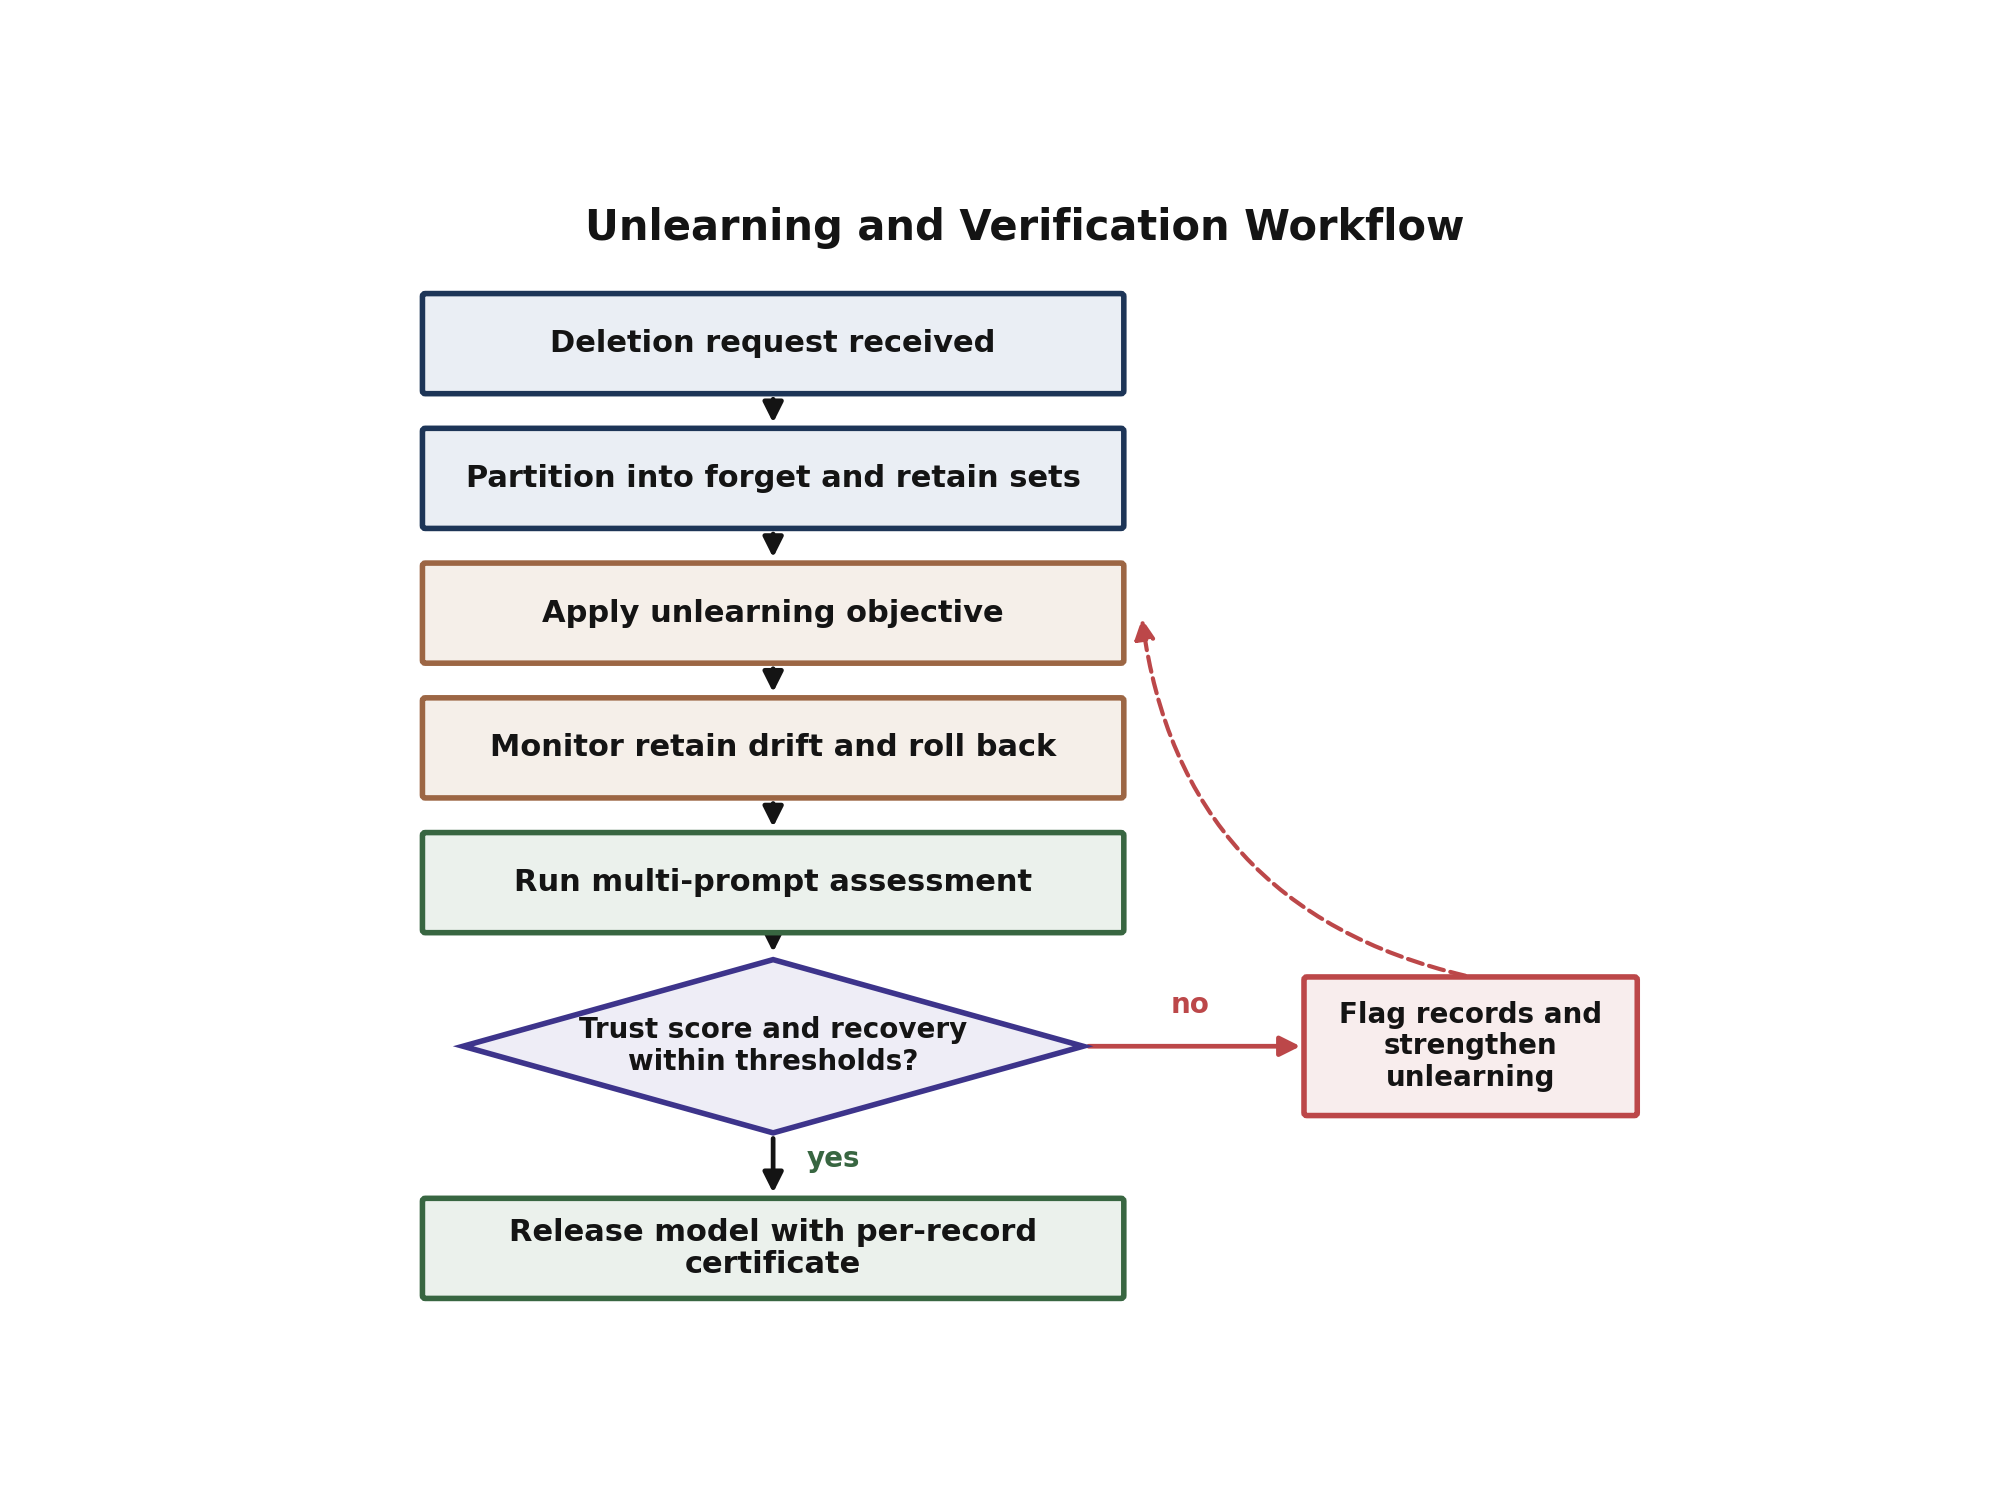 Unlearning and Verification Workflow
Deletion request received
Partition into forget and retain sets
Apply unlearning objective
Monitor retain drift and roll back
Run multi-prompt assessment
Trust score and recovery
within thresholds?
no
Flag records and
strengthen
unlearning
yes
Release model with per-record
certificate